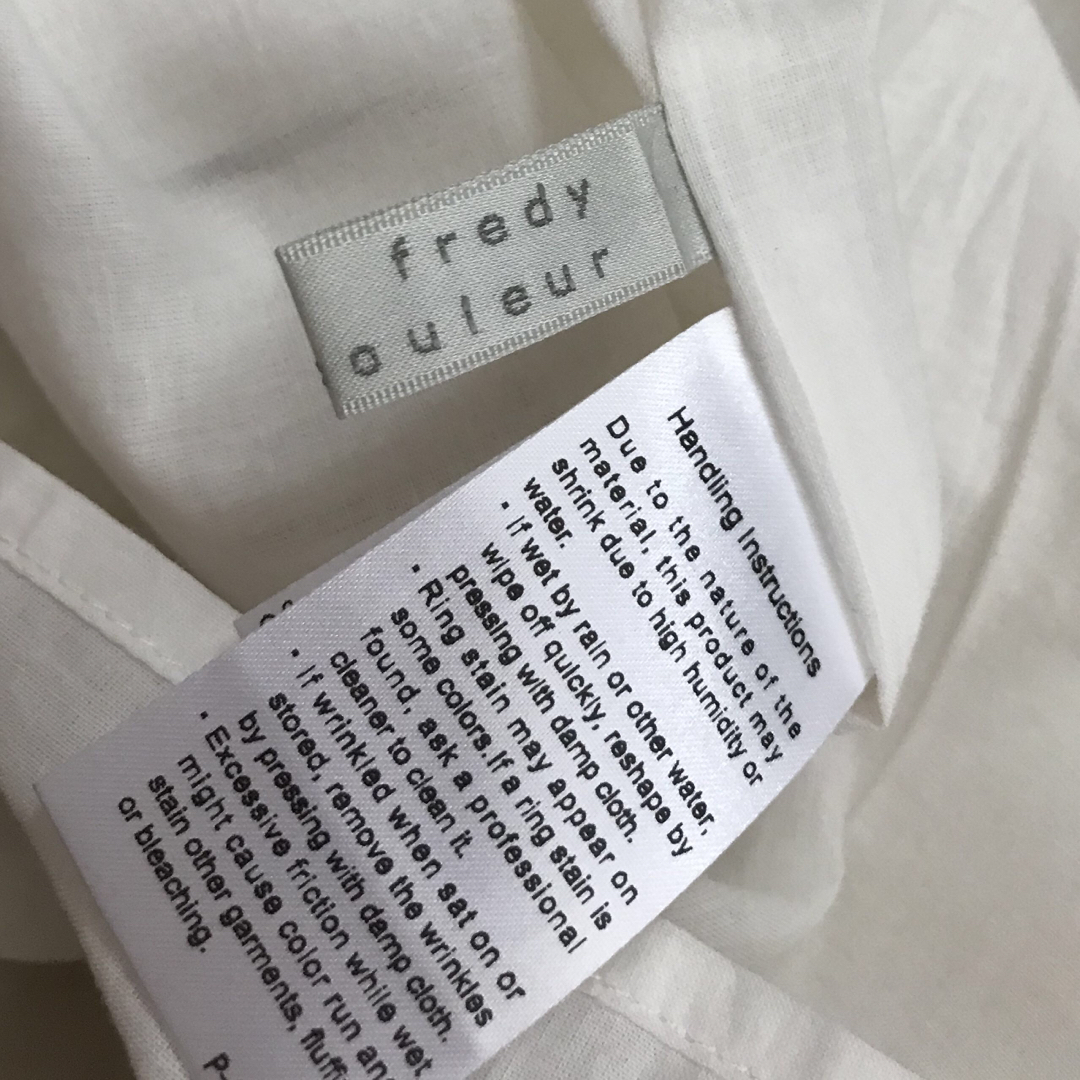 fredy
ouleur
Handling Instructions
Due to the nature of the
material, this product may
shrink due to high humidity or
water.
・If wet by rain or other water,
wipe off quickly, reshape by
pressing with damp cloth.
・Ring stain may appear on
some colors.If a ring stain is
found, ask a professional
cleaner to clean it.
・If wrinkled when sat on or
stored, remove the wrinkles
by pressing with damp cloth.
・Excessive friction while wet
might cause color run an
stain other garments, fluffi
or bleaching.
P-